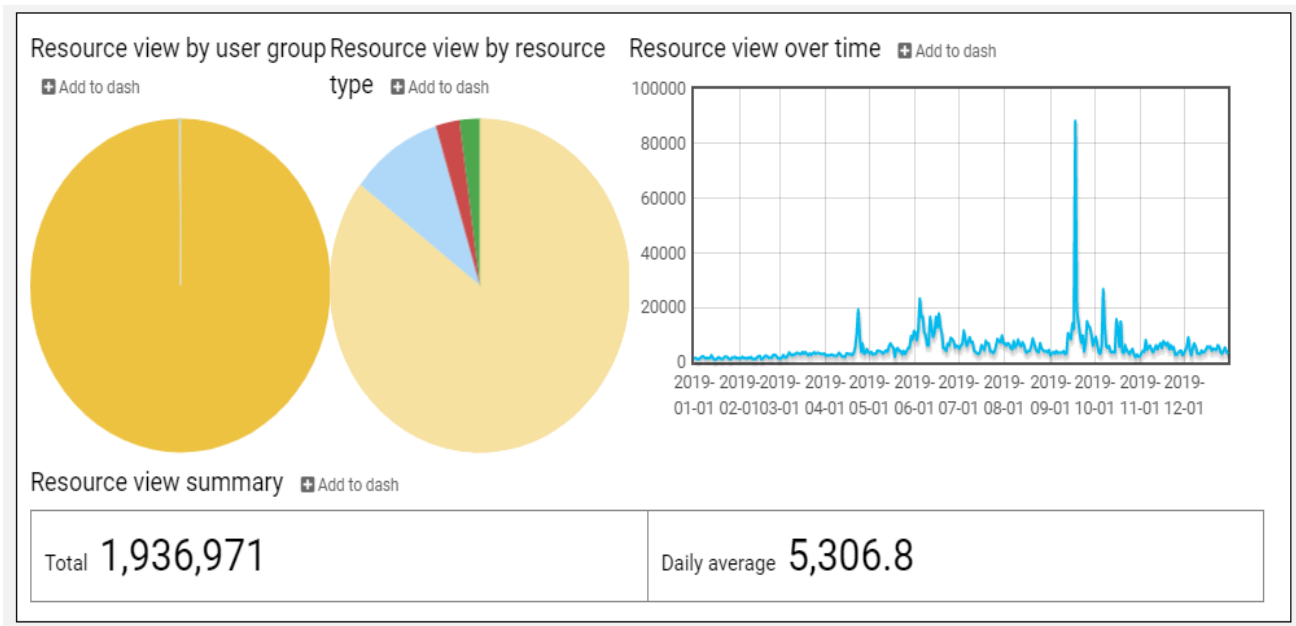 Resource view by user group
Add to dash
Resource view by resource
type Add to dash
Resource view over time Add to dash
100000
80000
60000
40000
20000
0
2019- 2019-2019- 2019- 2019- 2019- 2019- 2019- 2019- 2019- 2019-2019-
01-01 02-0103-01 04-01 05-01 06-01 07-01 08-01 09-01 10-01 11-01 12-01
Resource view summary Add to dash
Total 1,936,971
Daily average 5,306.8